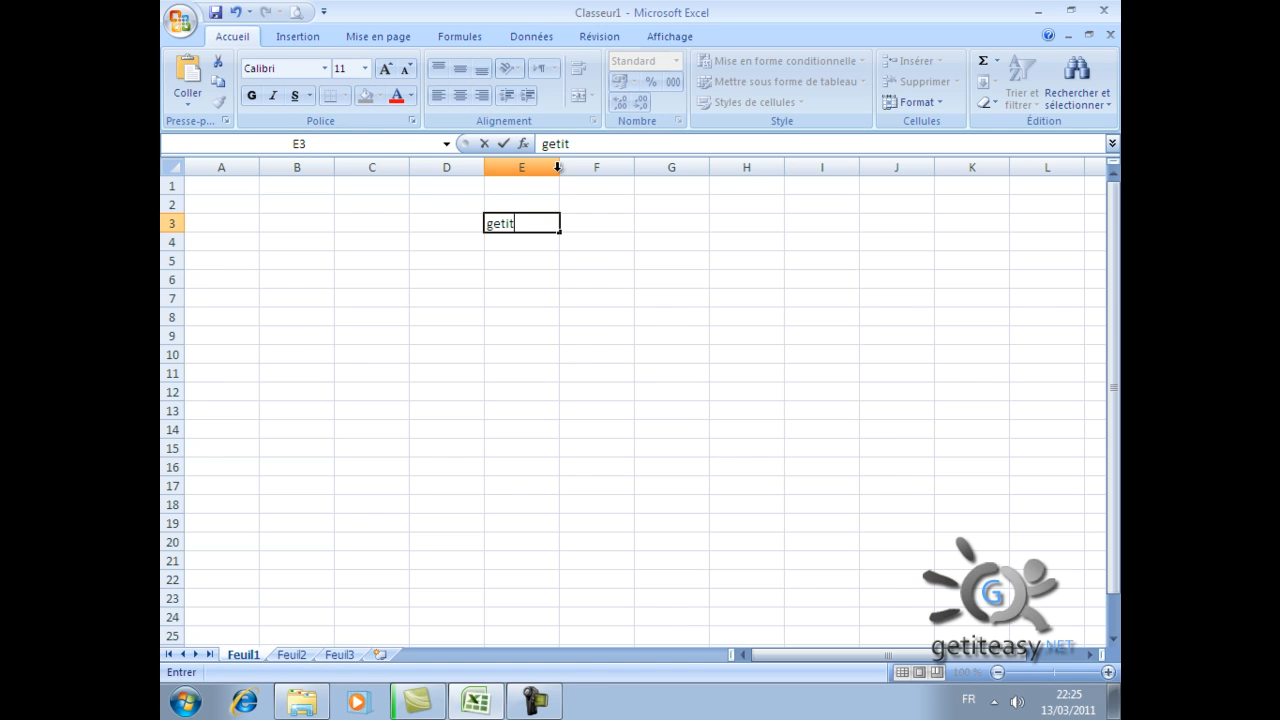 Classeur1 - Microsoft Excel
Accueil Insertion Mise en page Formules Données Révision Affichage
Coller
Calibri 11
G I S A
Standard
% 000
Mise en forme conditionnelle
Mettre sous forme de tableau
Styles de cellules
Insérer
Supprimer
Format
Σ
Trier et filtrer
Rechercher et sélectionner
Presse-p... Police Alignement Nombre Style Cellules Édition
E3 fx getit
A B C D E F G H I J K L
1
2
3 getit
4
5
6
7
8
9
10
11
12
13
14
15
16
17
18
19
20
21
22
23
24
25
G
getiteasy.NET
Feuil1 Feuil2 Feuil3
Entrer 100 %
FR 22:25
13/03/2011